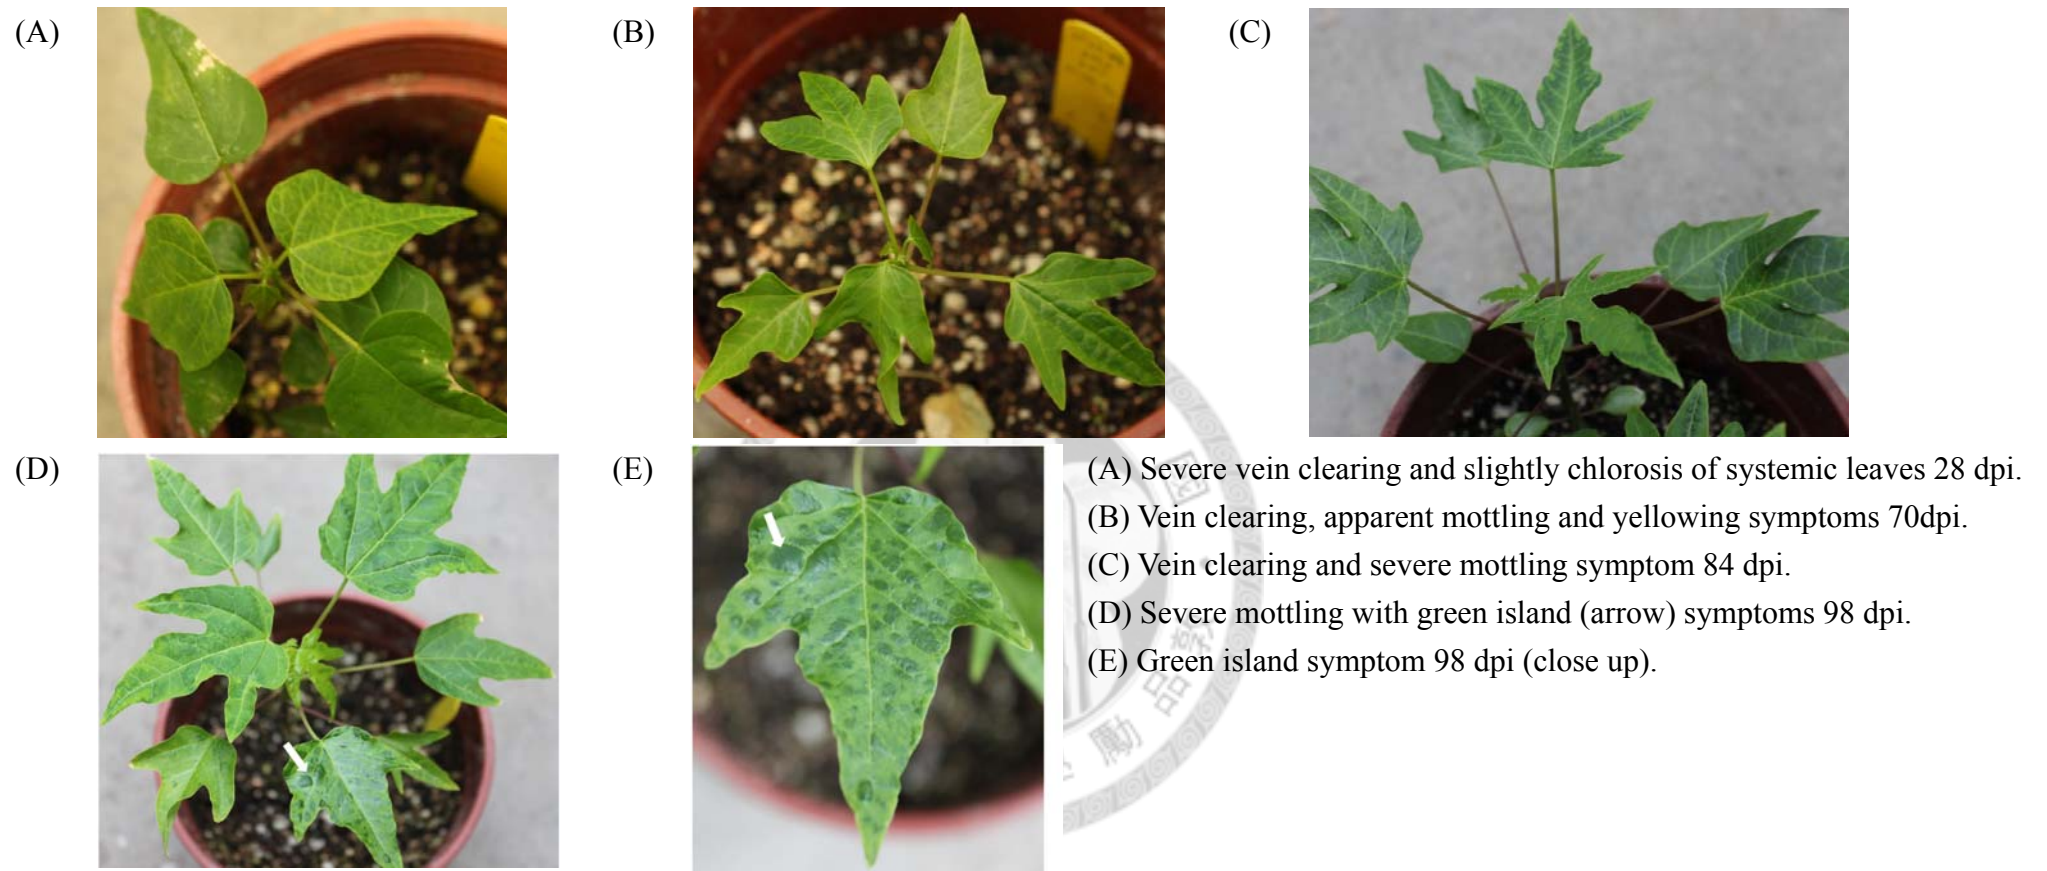 (A)
(B)
(C)
(D)
(E)
(A) Severe vein clearing and slightly chlorosis of systemic leaves 28 dpi.
(B) Vein clearing, apparent mottling and yellowing symptoms 70dpi.
(C) Vein clearing and severe mottling symptom 84 dpi.
(D) Severe mottling with green island (arrow) symptoms 98 dpi.
(E) Green island symptom 98 dpi (close up).
品 勵